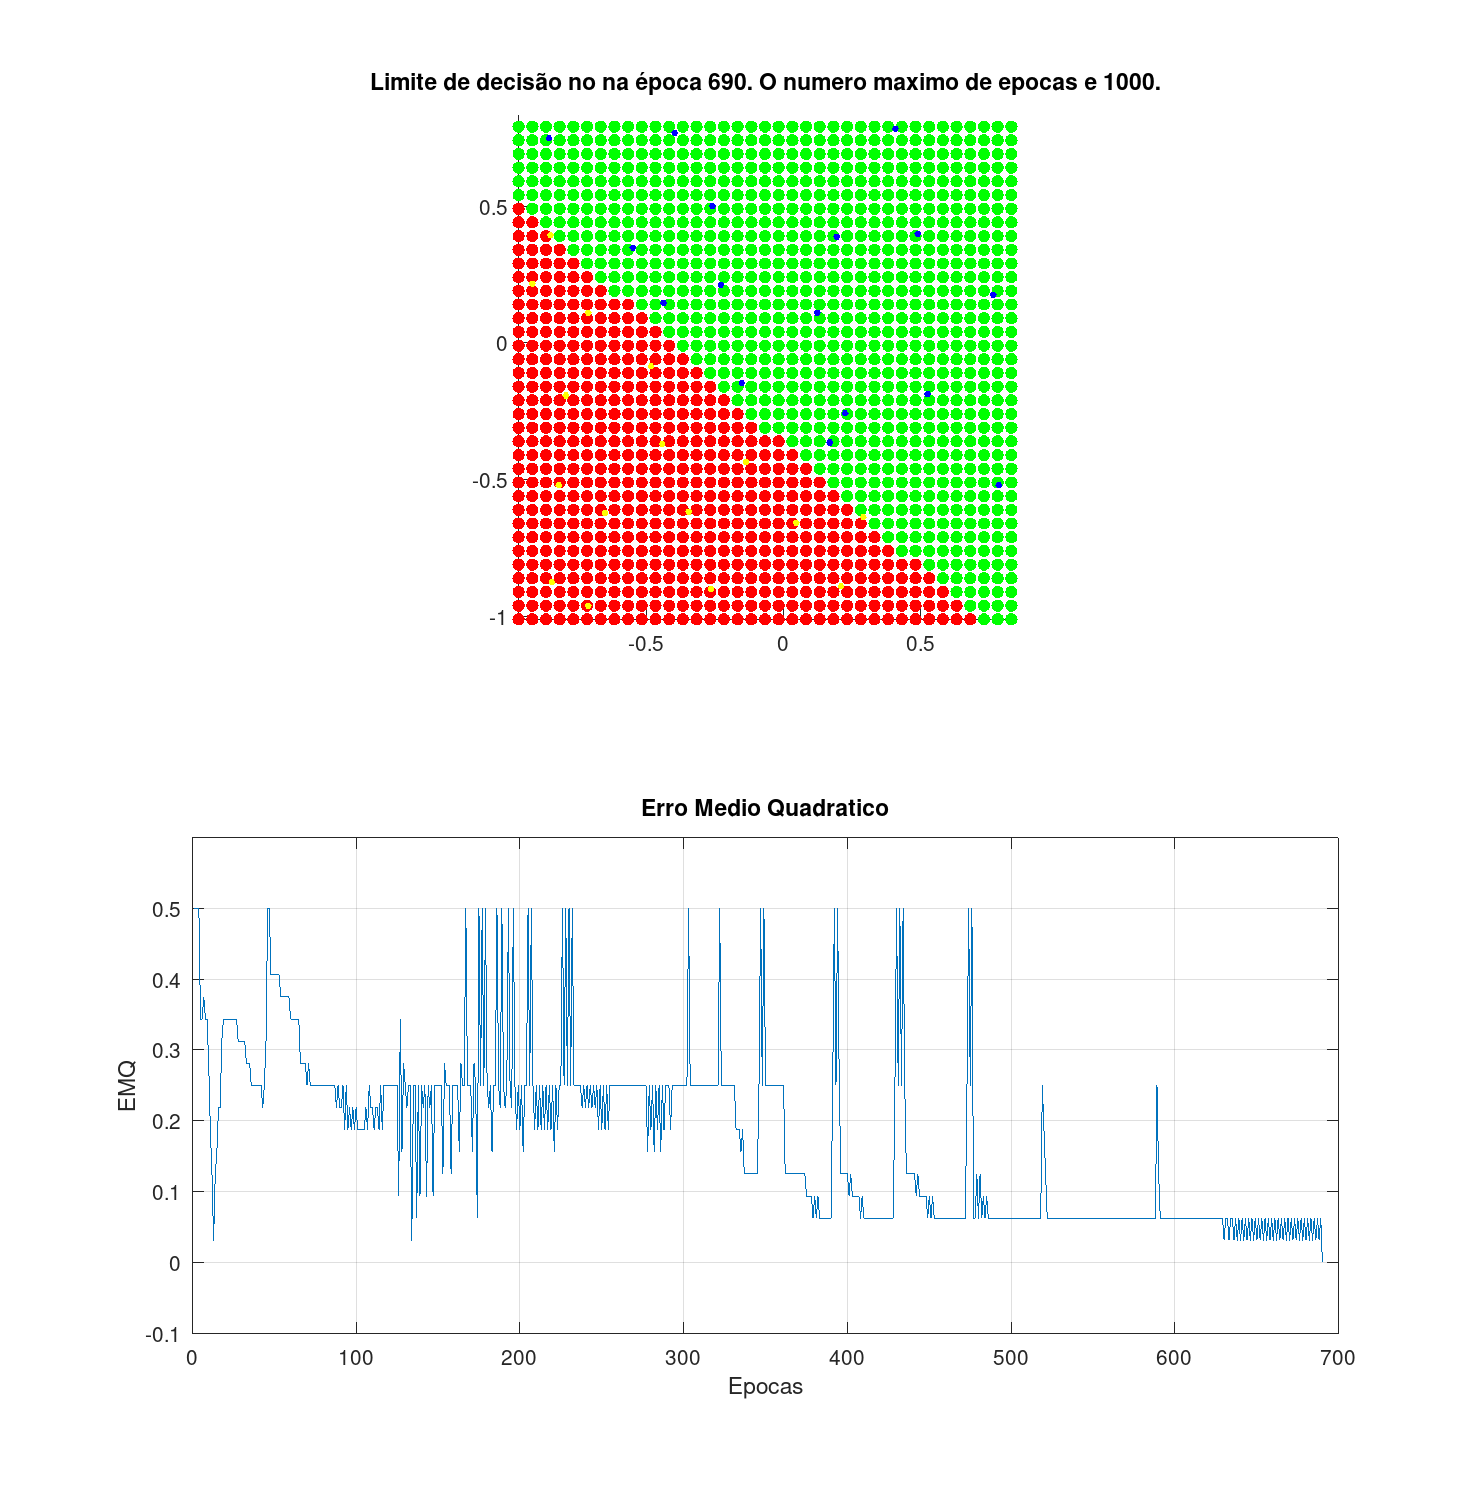 Limite de decisão no na época 690. O numero maximo de epocas e 1000.
0.5
0
-0.5
-1
-0.5 0 0.5
Erro Medio Quadratico
0.5
0.4
0.3
0.2
0.1
0
-0.1
EMQ
0 100 200 300 400 500 600 700
Epocas